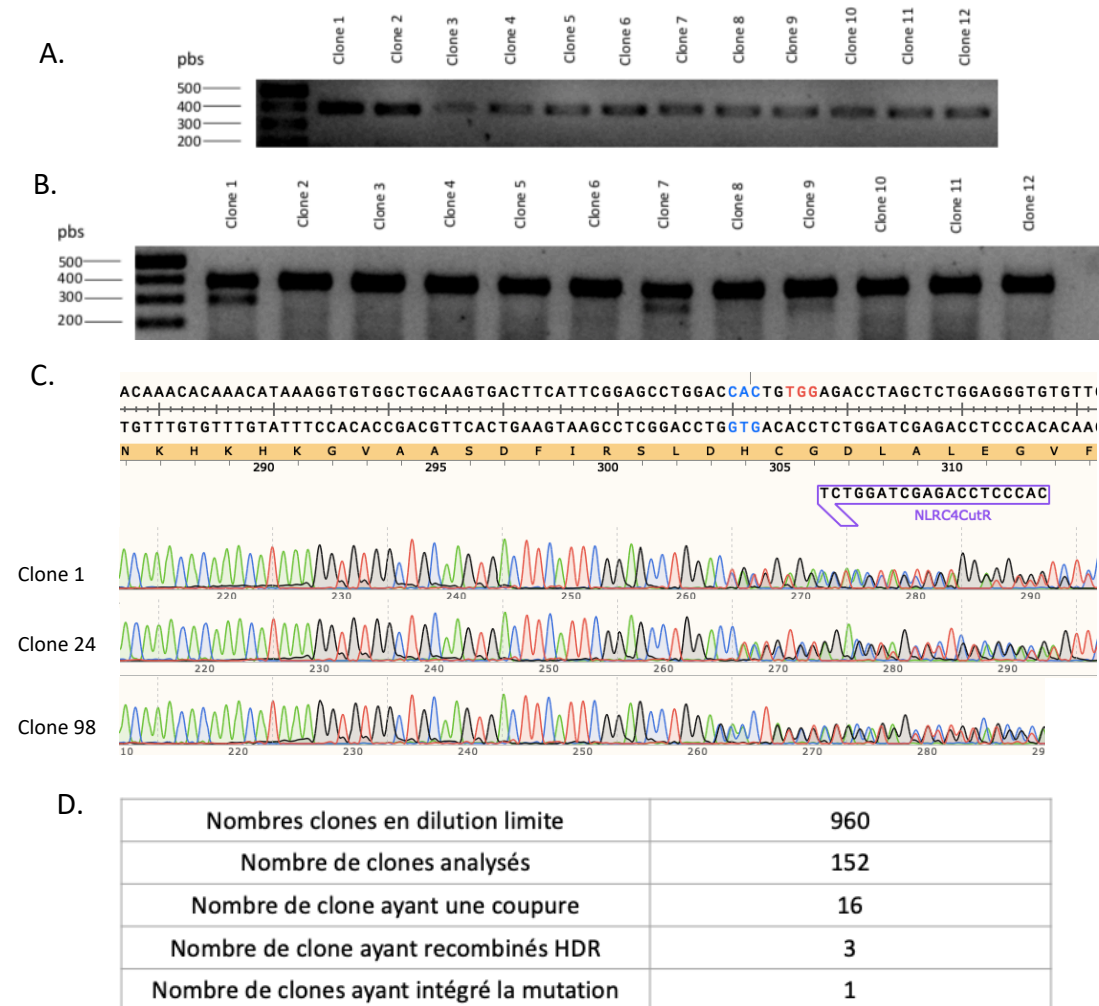 A.
pbs
Clone 1 Clone 2 Clone 3 Clone 4 Clone 5 Clone 6 Clone 7 Clone 8 Clone 9 Clone 10 Clone 11 Clone 12
500
400
300
200
B.
pbs
Clone 1 Clone 2 Clone 3 Clone 4 Clone 5 Clone 6 Clone 7 Clone 8 Clone 9 Clone 10 Clone 11 Clone 12
500
400
300
200
C.
ACAAACACAAACATAAAGGTGTGGCTGCAAGTGACTTCATTCGGAGCCTGGACCACTGTGGAGACCTAGCTCTGGAGGGTGTGTTC
TGTTTGTGTTTGTATTTCCACACCGACGTTCACTGAAGTAAGCCTCGGACCTGGTGACACCTCTGGATCGAGACCTCCCACACAAG
N K H K H K G V A A S D F I R S L D H C G D L A L E G V F
290 295 300 305 310
TCTGGATCGAGACCTCCCAC
NLRC4CutR
Clone 1
220 230 240 250 260 270 280 290
Clone 24
220 230 240 250 260 270 280 290
Clone 98
10 220 230 240 250 260 270 280 29
D.
Nombres clones en dilution limite 960
Nombre de clones analysés 152
Nombre de clone ayant une coupure 16
Nombre de clone ayant recombinés HDR 3
Nombre de clones ayant intégré la mutation 1